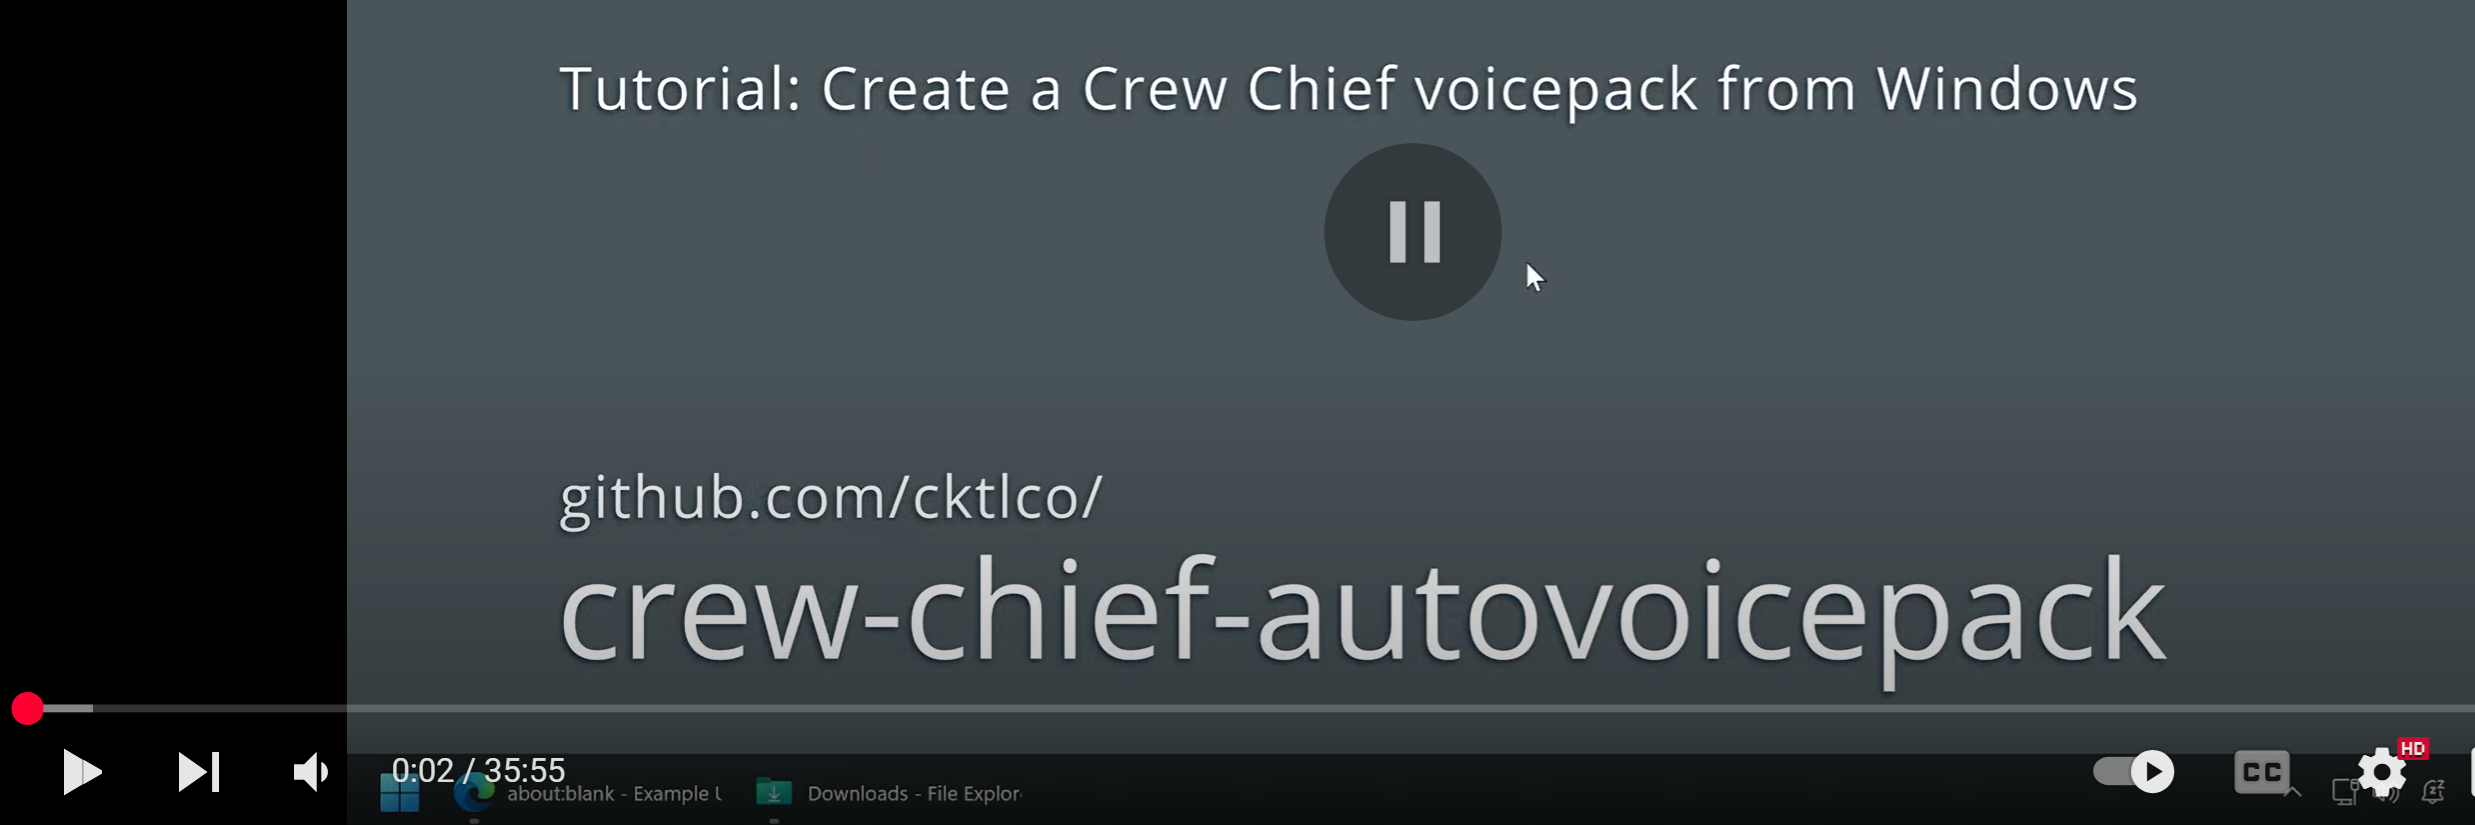 Tutorial: Create a Crew Chief voicepack from Windows
github.com/cktlco/
crew-chief-autovoicepack
0:02 / 35:55
HD
CC
about:blank - Example
Downloads - File Explor